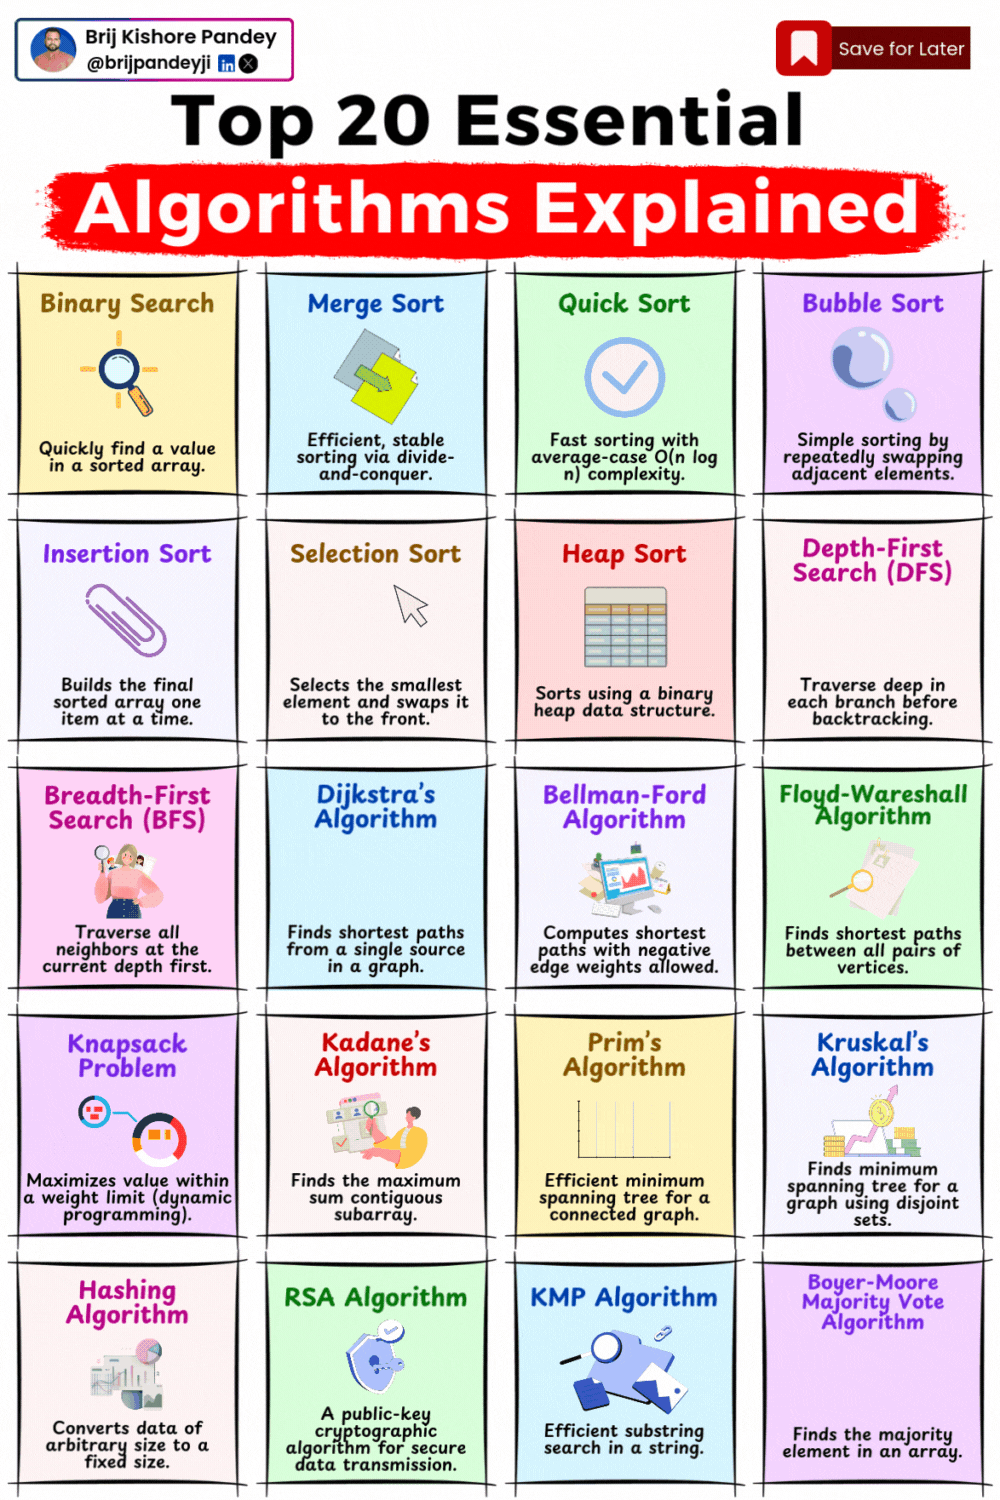 Brij Kishore Pandey
@brijpandeyji in X
Save for Later
Top 20 Essential
Algorithms Explained
Binary Search
Quickly find a value
in a sorted array.
Merge Sort
Efficient, stable
sorting via divide-
and-conquer.
Quick Sort
Fast sorting with
average-case O(n log
n) complexity.
Bubble Sort
Simple sorting by
repeatedly swapping
adjacent elements.
Insertion Sort
Builds the final
sorted array one
item at a time.
Selection Sort
Selects the smallest
element and swaps it
to the front.
Heap Sort
Sorts using a binary
heap data structure.
Depth-First
Search (DFS)
Traverse deep in
each branch before
backtracking.
Breadth-First
Search (BFS)
Traverse all
neighbors at the
current depth first.
Dijkstra's
Algorithm
Finds shortest paths
from a single source
in a graph.
Bellman-Ford
Algorithm
Computes shortest
paths with negative
edge weights allowed.
Floyd-Wareshall
Algorithm
Finds shortest paths
between all pairs of
vertices.
Knapsack
Problem
Maximizes value within
a weight limit (dynamic
programming).
Kadane's
Algorithm
Finds the maximum
sum contiguous
subarray.
Prim's
Algorithm
Efficient minimum
spanning tree for a
connected graph.
Kruskal's
Algorithm
Finds minimum
spanning tree for a
graph using disjoint
sets.
Hashing
Algorithm
Converts data of
arbitrary size to a
fixed size.
RSA Algorithm
A public-key
cryptographic
algorithm for secure
data transmission.
KMP Algorithm
Efficient substring
search in a string.
Boyer-Moore
Majority Vote
Algorithm
Finds the majority
element in an array.